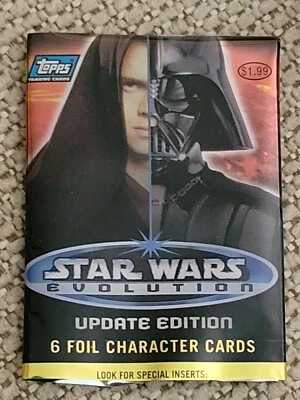 Topps
TRADING CARDS
$1.99
STAR WARS
EVOLUTION
UPDATE EDITION
6 FOIL CHARACTER CARDS
LOOK FOR SPECIAL INSERTS: